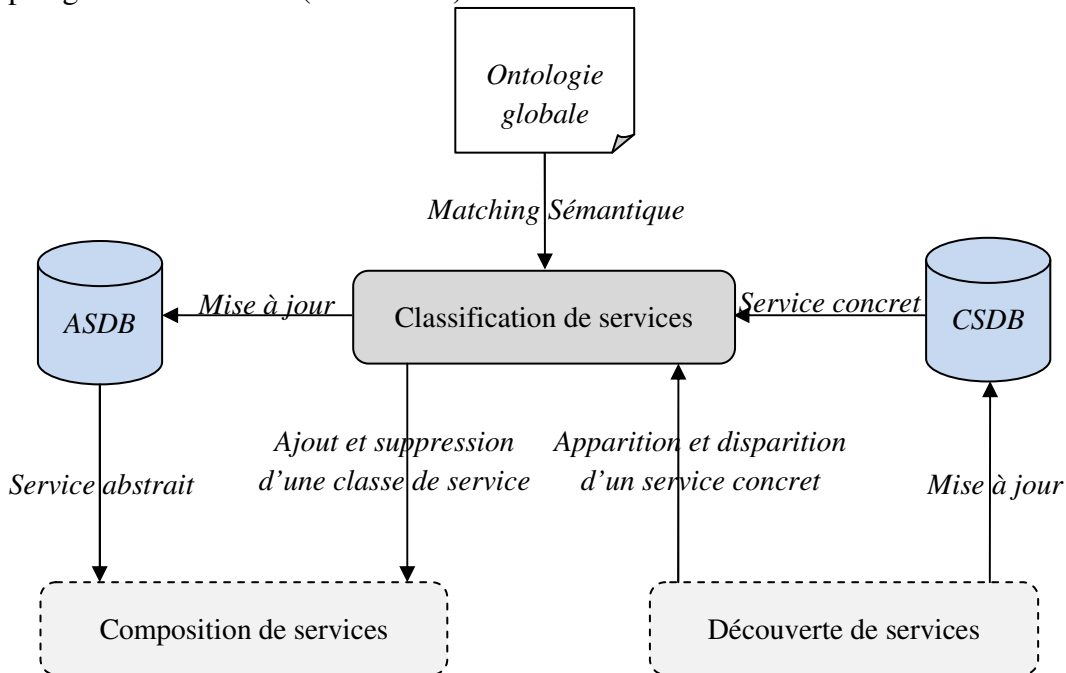 Ontologie
globale
Matching Sémantique
Mise à jour
Service concret
ASDB
Classification de services
CSDB
Ajout et suppression
d'une classe de service
Apparition et disparition
d'un service concret
Service abstrait
Mise à jour
Composition de services
Découverte de services